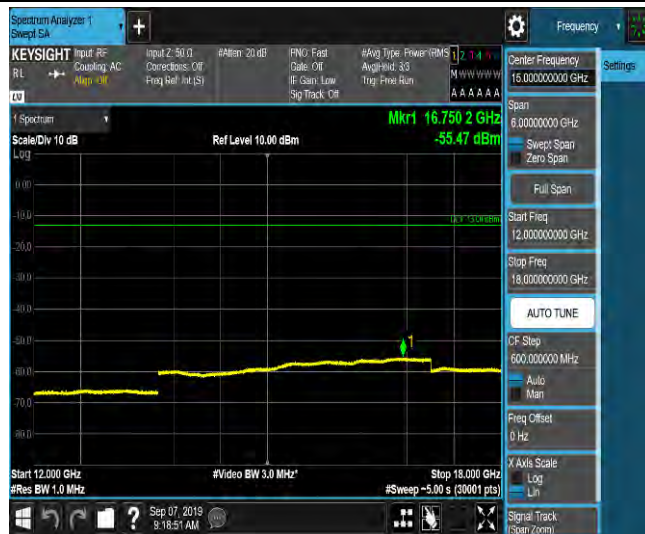 Spectrum Analyzer 1
Swept SA
+
Frequency
KEYSIGHT
RL
Input: RF
Coupling: AC
Align: Off
Input Z: 50 Ω
Corrections: Off
Freq Ref: Int (S)
#Atten: 20 dB
PNO: Fast
Gate: Off
IF Gain: Low
Sig Track: Off
#Avg Type: Power (RMS
Avg|Hold: 3/3
Trig: Free Run
M W W W W W
A A A A A A
LW
1 Spectrum
Scale/Div 10 dB
Log
Ref Level 10.00 dBm
Mkr1 16.750 2 GHz
-55.47 dBm
0.00
-10.0
-20.0
-30.0
-40.0
-50.0
-60.0
-70.0
-80.0
1
Start 12.000 GHz
#Res BW 1.0 MHz
#Video BW 3.0 MHz*
Stop 18.000 GHz
#Sweep ~5.00 s (30001 pts)
Sep 07, 2019
9:18:51 AM
Center Frequency
15.000000000 GHz
Settings
Span
6.00000000 GHz
Swept Span
Zero Span
Full Span
Start Freq
12.000000000 GHz
Stop Freq
18.000000000 GHz
AUTO TUNE
CF Step
600.000000 MHz
Auto
Man
Freq Offset
0 Hz
X Axis Scale
Log
Lin
Signal Track
(Span Zoom)